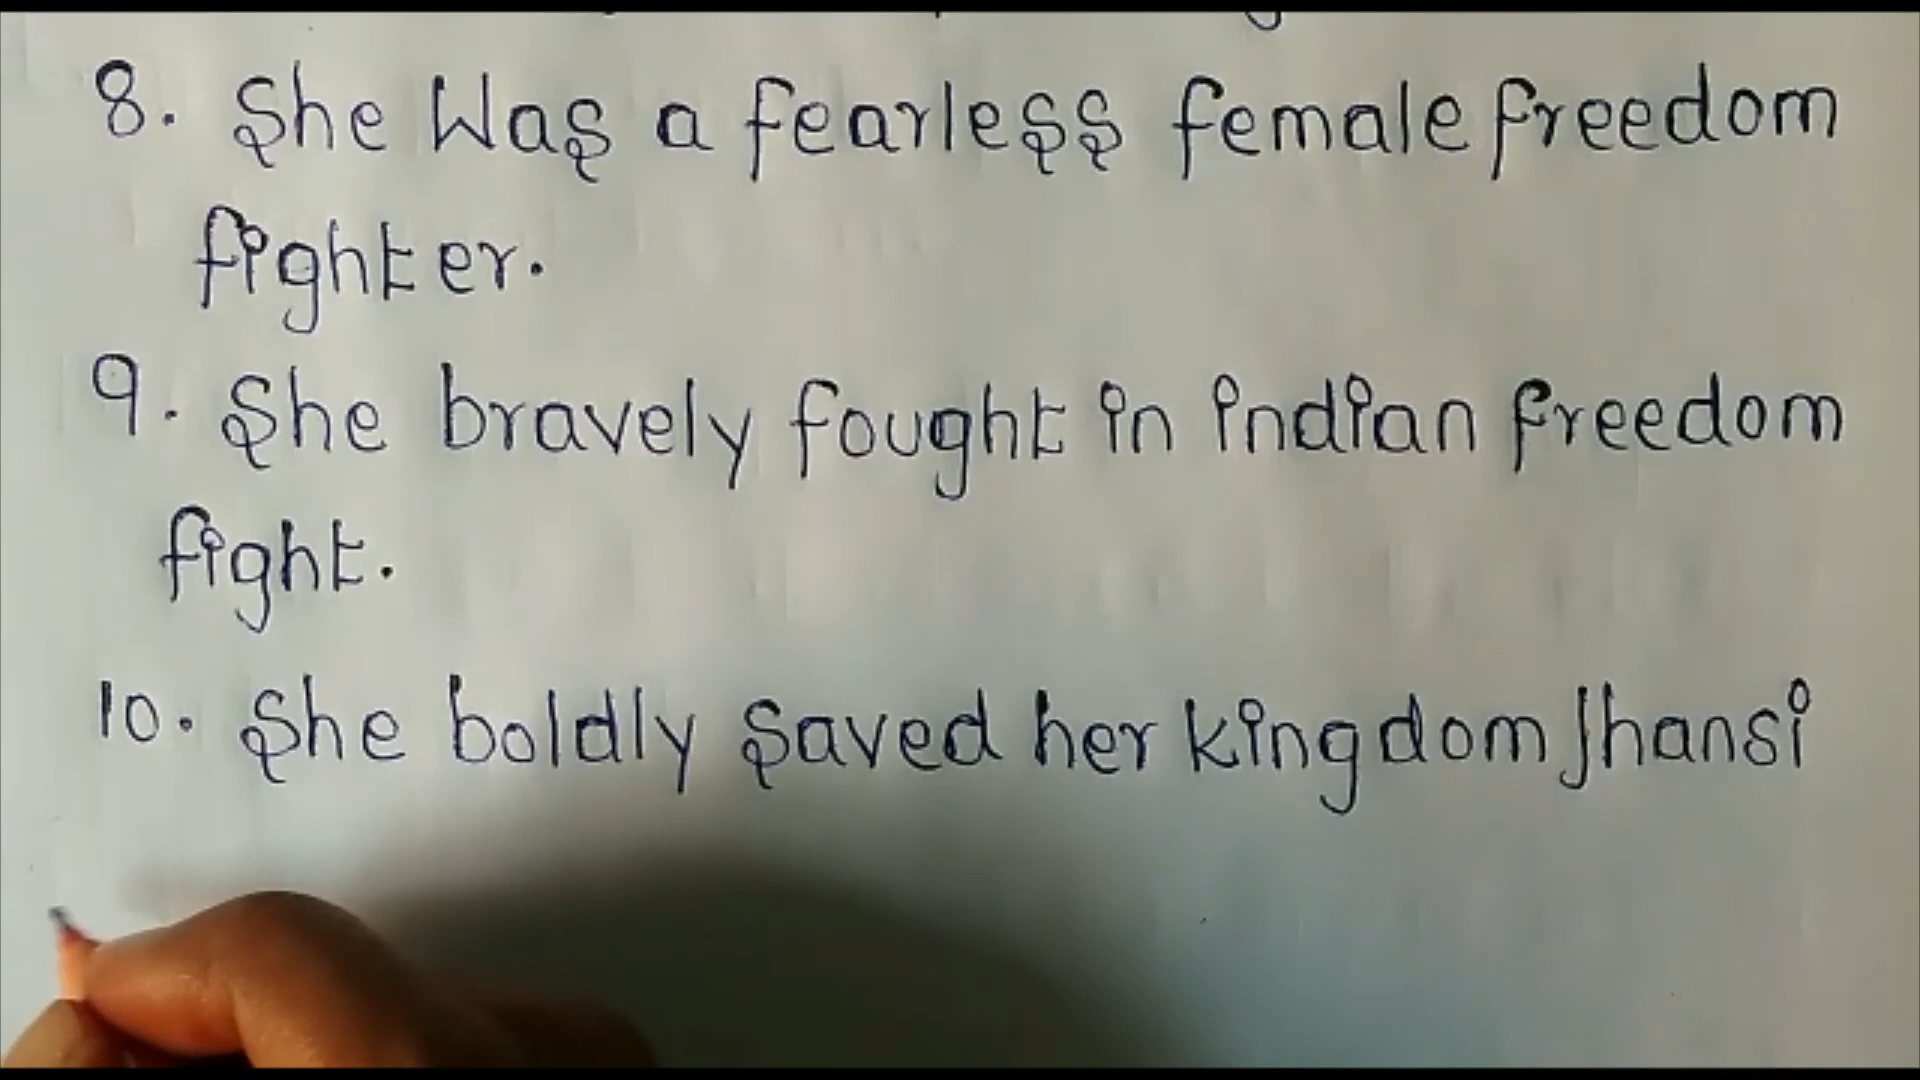 8. She Was a fearless female freedom
fighter.
9. She bravely fought in indian freedom
fight.
10. She boldly saved her kingdom Jhansi